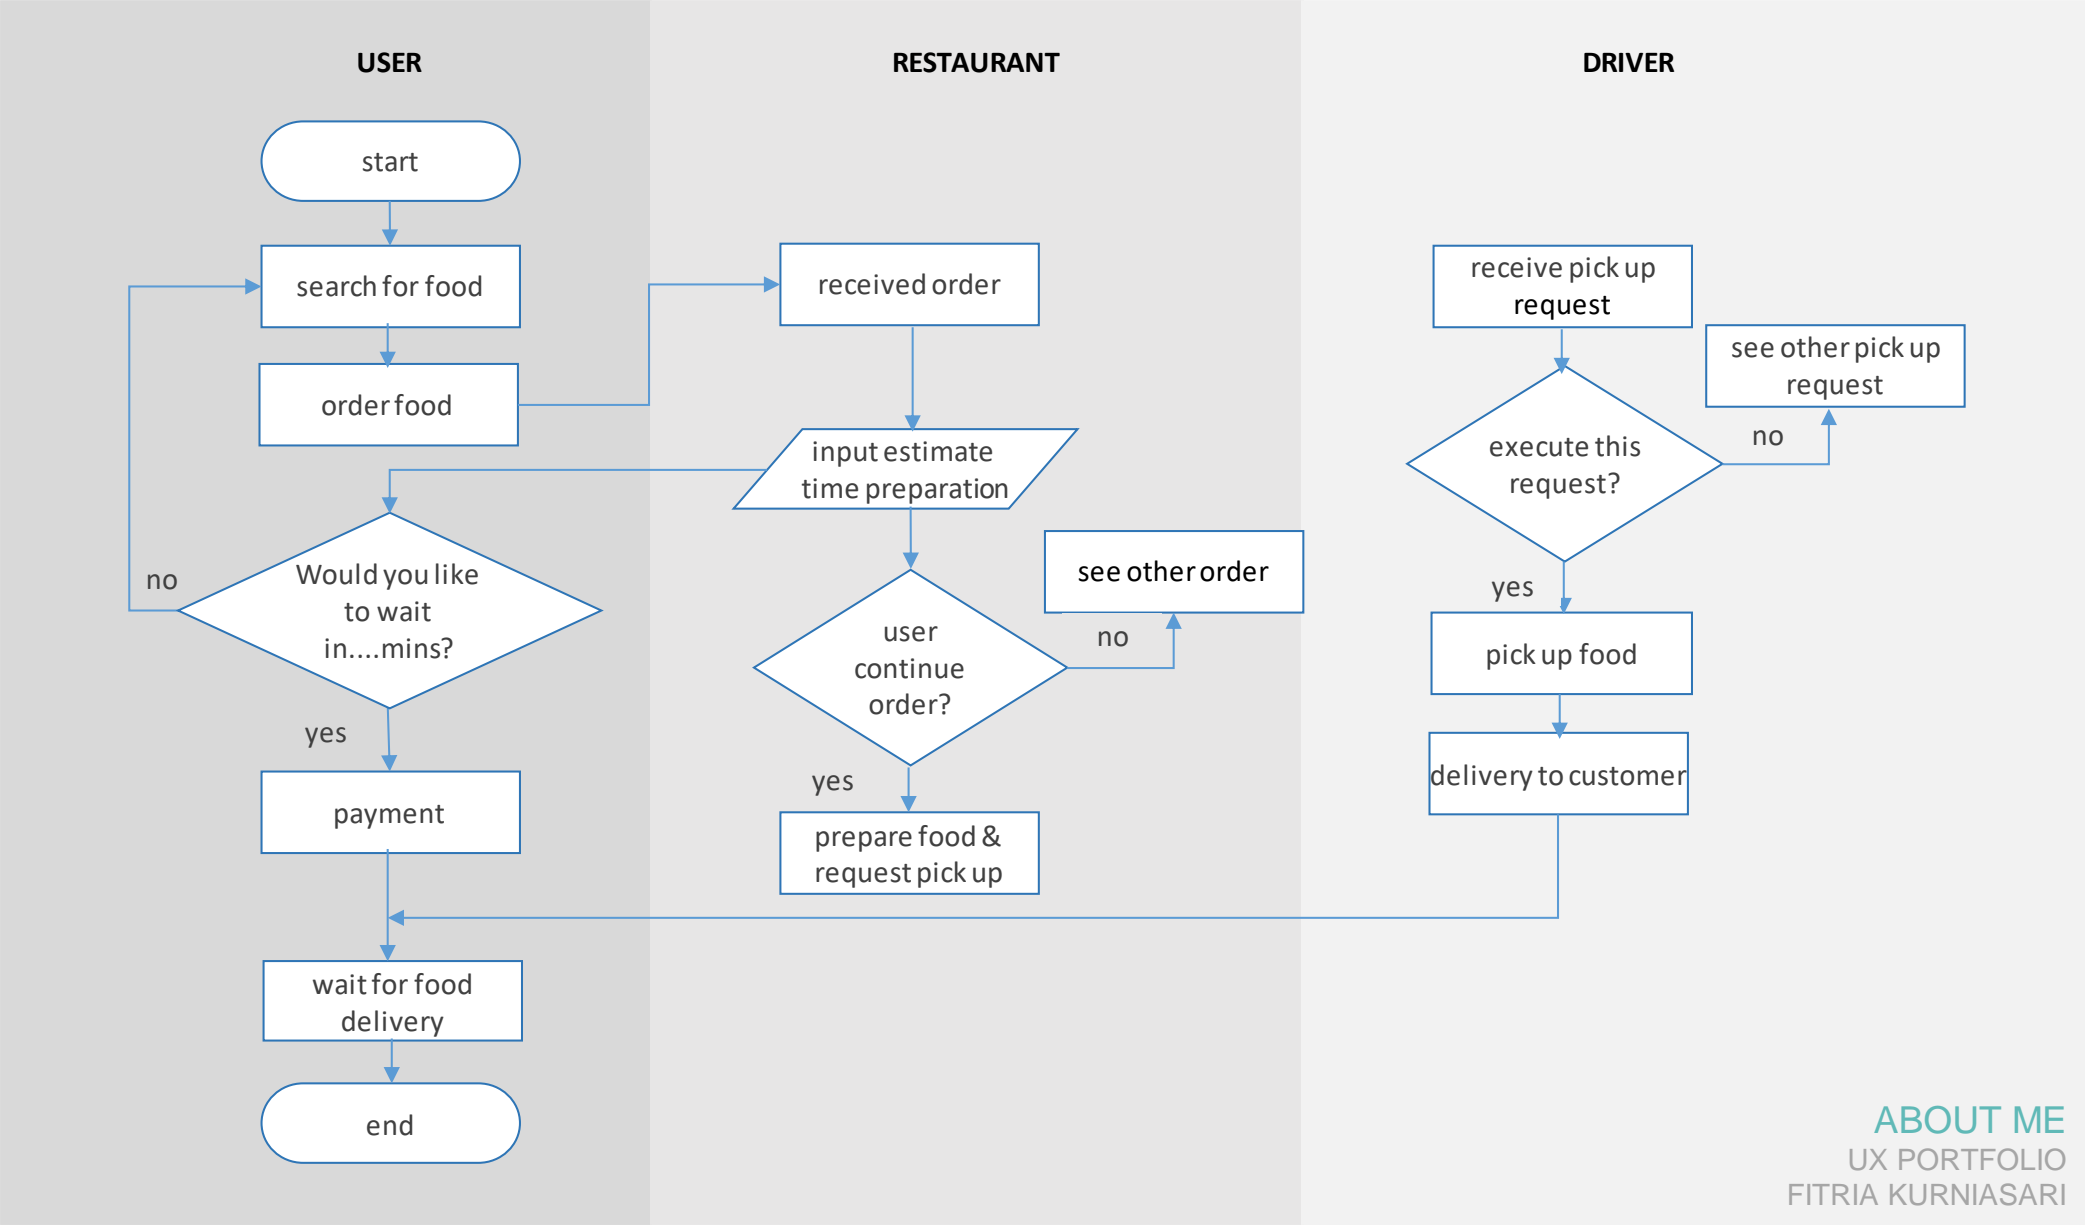 USER
start
search for food
order food
Would you like
to wait
in....mins?
no
yes
payment
wait for food
delivery
end
RESTAURANT
received order
input estimate
time preparation
user
continue
order?
no
see other order
yes
prepare food &
request pick up
DRIVER
receive pick up
request
execute this
request?
no
see other pick up
request
yes
pick up food
delivery to customer
ABOUT ME
UX PORTFOLIO
FITRIA KURNIASARI